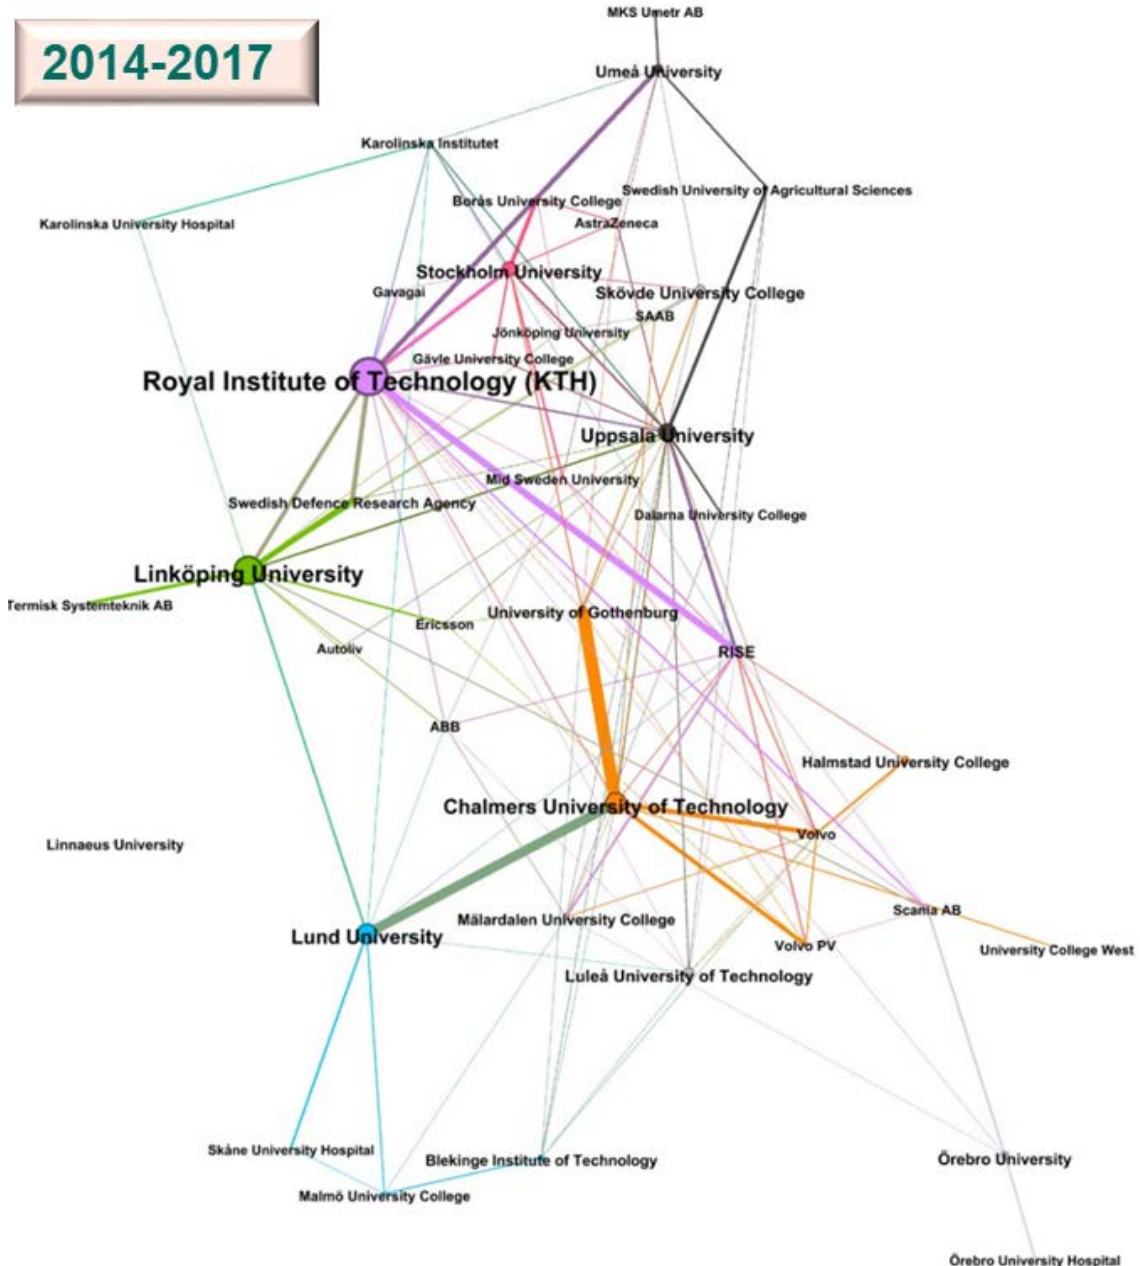 2014-2017
MKS Umetr AB
Umeå University
Karolinska Institutet
Swedish University of Agricultural Sciences
Borås University College
AstraZeneca
Karolinska University Hospital
Stockholm University
Gavagai
Skövde University College
SAAB
Jönköping University
Gävle University College
Royal Institute of Technology (KTH)
Uppsala University
Mid Sweden University
Swedish Defence Research Agency
Dalarna University College
Linköping University
Termisk Systemteknik AB
University of Gothenburg
Ericsson
Autoliv
RISE
ABB
Halmstad University College
Chalmers University of Technology
Volvo
Linnaeus University
Scania AB
Mälardalen University College
Lund University
Volvo PV
University College West
Luleå University of Technology
Skåne University Hospital
Blekinge Institute of Technology
Örebro University
Malmö University College
Örebro University Hospital